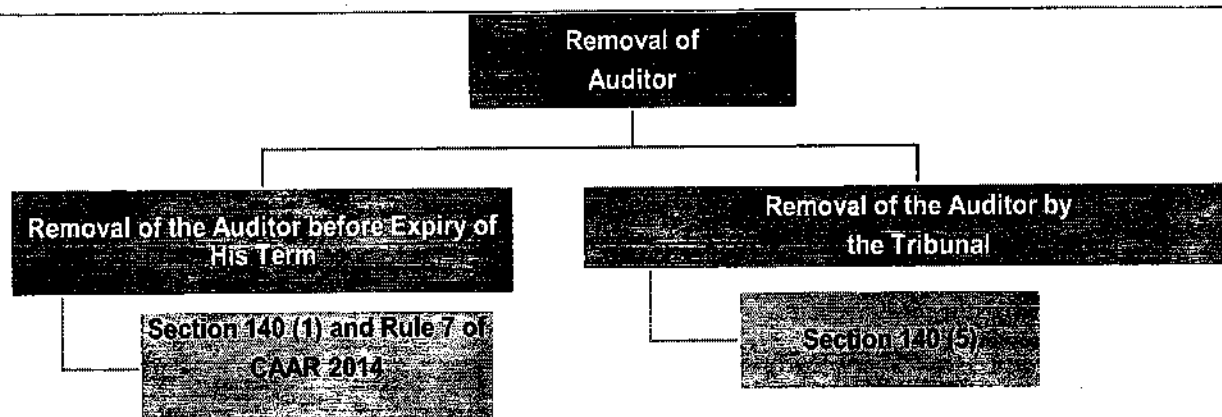 Removal of
Auditor
Removal of the Auditor before Expiry of
His Term
Removal of the Auditor by
the Tribunal
Section 140 (1) and Rule 7 of
CAAR 2014
Section 140 (5)